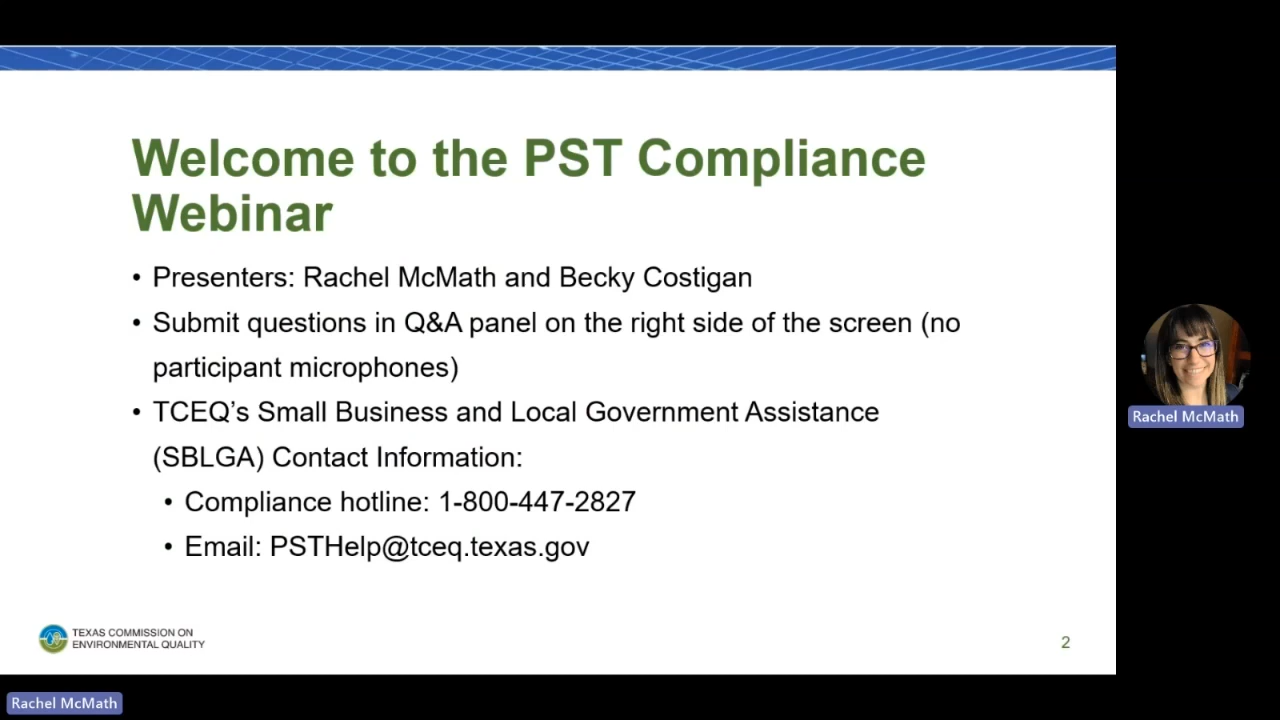 Welcome to the PST Compliance
Webinar
• Presenters: Rachel McMath and Becky Costigan
• Submit questions in Q&A panel on the right side of the screen (no
participant microphones)
• TCEQ’s Small Business and Local Government Assistance
(SBLGA) Contact Information:
• Compliance hotline: 1-800-447-2827
• Email: PSTHelp@tceq.texas.gov
TEXAS COMMISSION ON
ENVIRONMENTAL QUALITY
2
Rachel McMath
Rachel McMath